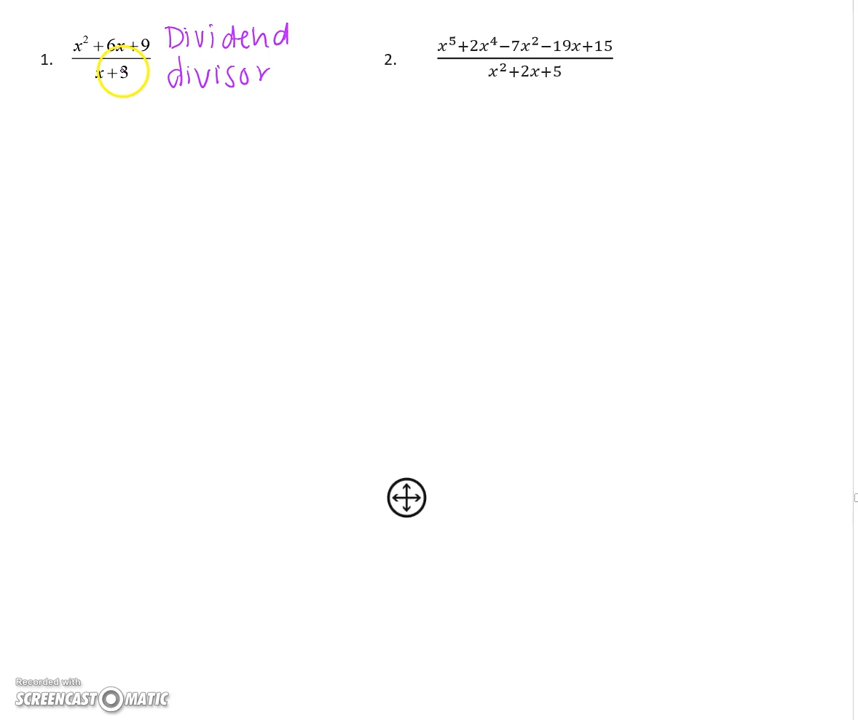 1. x² + 6x + 9 Dividend
x + 3 divisor
2. x⁵+2x⁴−7x²−19x+15
x²+2x+5
Recorded with
SCREENCAST-O-MATIC